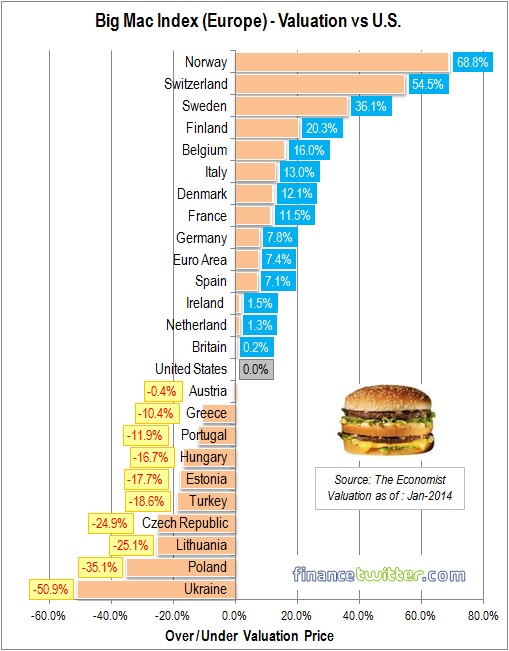 Big Mac Index (Europe) - Valuation vs U.S.
Norway 68.8%
Switzerland 54.5%
Sweden 36.1%
Finland 20.3%
Belgium 16.0%
Italy 13.0%
Denmark 12.1%
France 11.5%
Germany 7.8%
Euro Area 7.4%
Spain 7.1%
Ireland 1.5%
Netherland 1.3%
Britain 0.2%
United States 0.0%
-0.4% Austria
-10.4% Greece
-11.9% Portugal
-16.7% Hungary
-17.7% Estonia
-18.6% Turkey
-24.9% Czech Republic
-25.1% Lithuania
-35.1% Poland
-50.9% Ukraine
Source: The Economist
Valuation as of : Jan-2014
financetwitter.com
-60.0% -40.0% -20.0% 0.0% 20.0% 40.0% 60.0% 80.0%
Over/Under Valuation Price